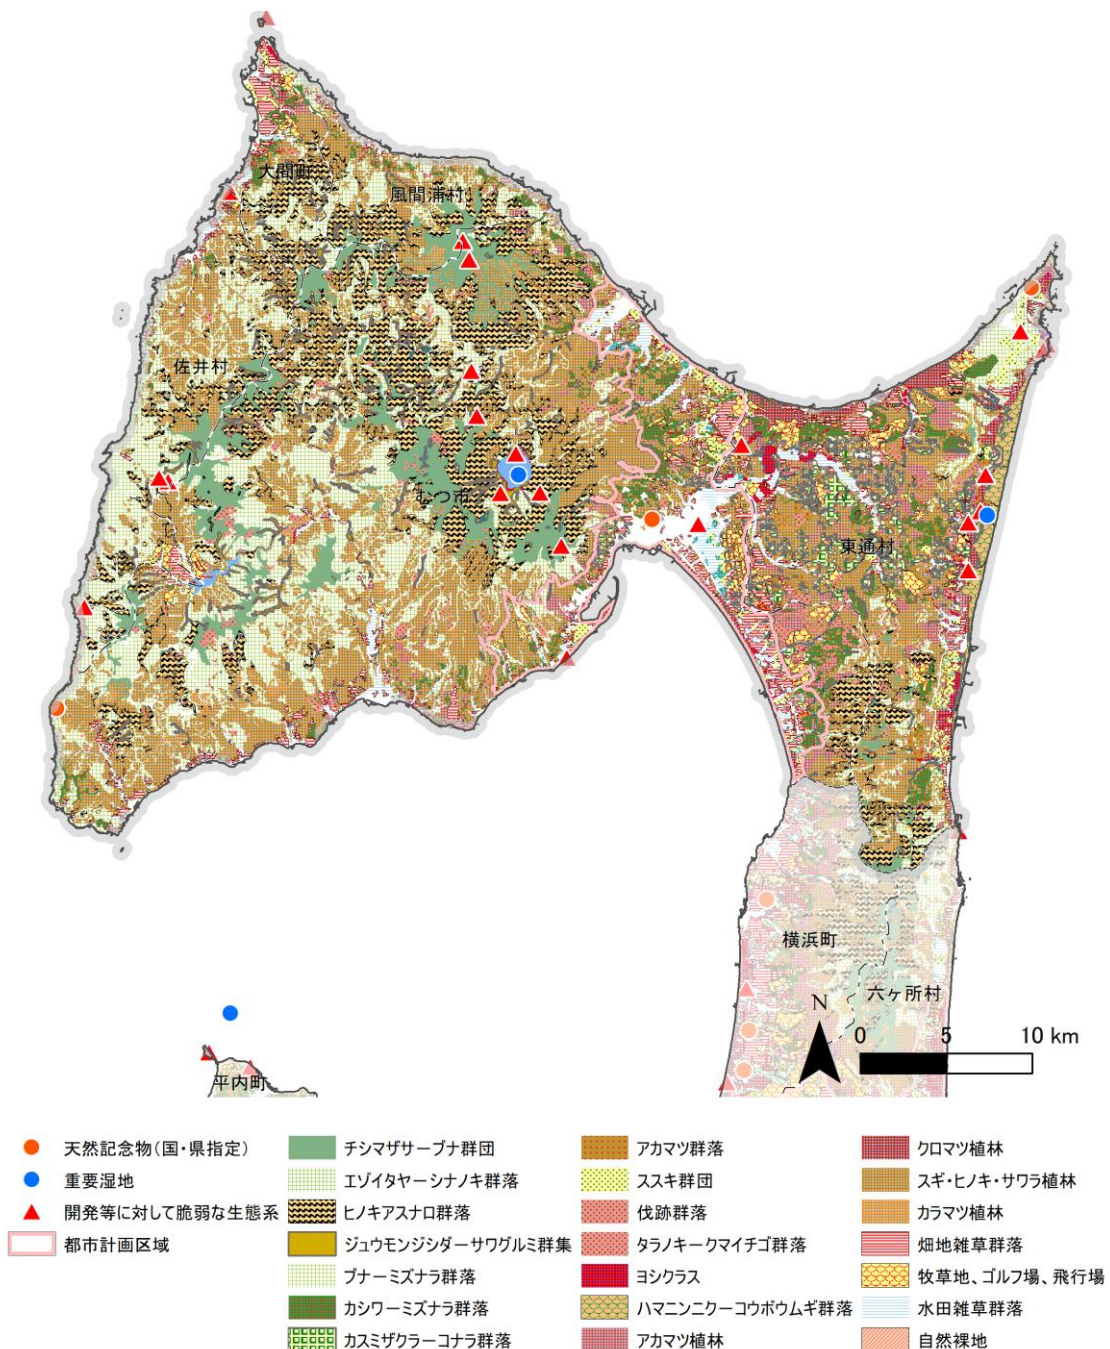 大間町
風間浦村
佐井村
むつ市
東通村
横浜町
六ヶ所村
平内町
N
0 5 10 km
天然記念物(国・県指定)
重要湿地
開発等に対して脆弱な生態系
都市計画区域
チシマザサーブナ群団
エゾイタヤーシナノキ群落
ヒノキアスナロ群落
ジュウモンジシダーサワグルミ群集
ブナーミズナラ群落
カシワーミズナラ群落
カスミザクラーコナラ群落
アカマツ群落
ススキ群団
伐跡群落
タラノキークマイチゴ群落
ヨシクラス
ハマニンニクーコウボウムギ群落
アカマツ植林
クロマツ植林
スギ・ヒノキ・サワラ植林
カラマツ植林
畑地雑草群落
牧草地、ゴルフ場、飛行場
水田雑草群落
自然裸地